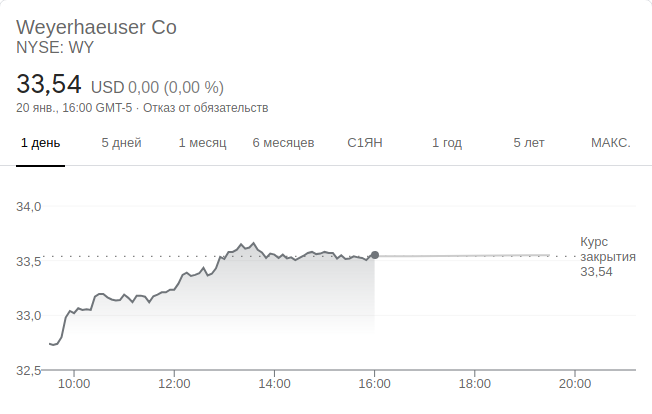 Weyerhaeuser Co
NYSE: WY
33,54 USD 0,00 (0,00 %)
20 янв., 16:00 GMT-5 · Отказ от обязательств
1 день 5 дней 1 месяц 6 месяцев С1ЯН 1 год 5 лет МАКС.
34,0
33,5
33,0
32,5
Курс
закрытия
33,54
10:00 12:00 14:00 16:00 18:00 20:00